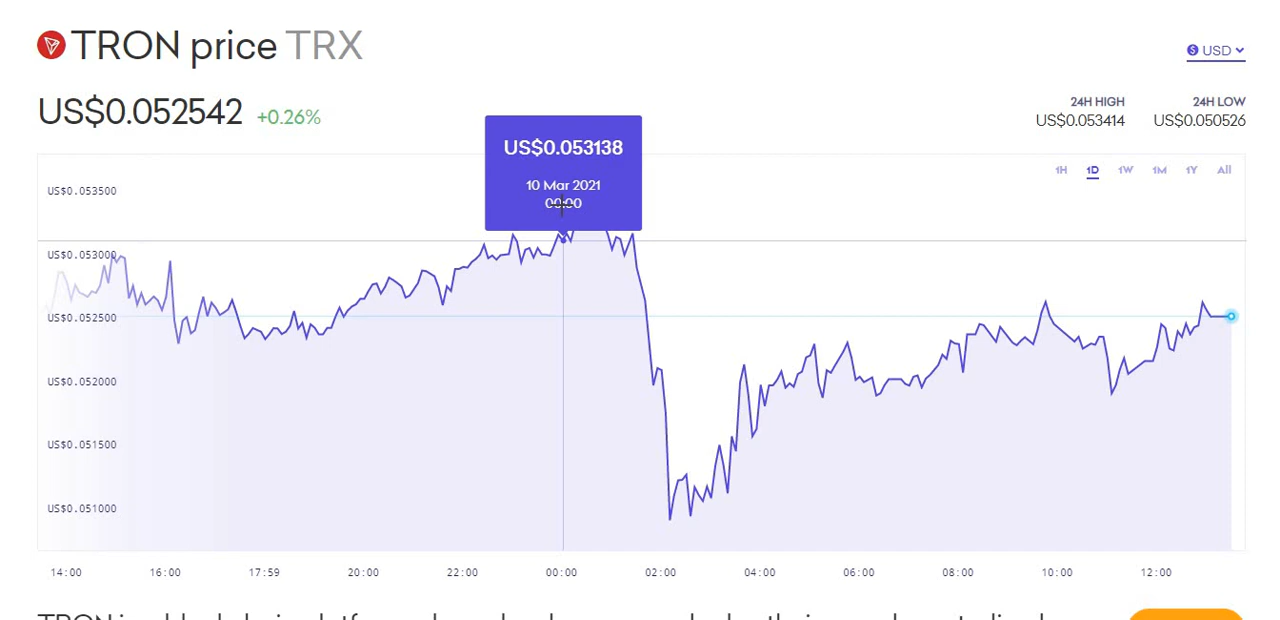 TRON price TRX
USD
US$0.052542 +0.26%
24H HIGH 24H LOW
US$0.053414 US$0.050526
US$0.053138
10 Mar 2021
00:00
1H 1D 1W 1M 1Y All
US$0.053500
US$0.053000
US$0.052500
US$0.052000
US$0.051500
US$0.051000
14:00 16:00 17:59 20:00 22:00 00:00 02:00 04:00 06:00 08:00 10:00 12:00
TRON